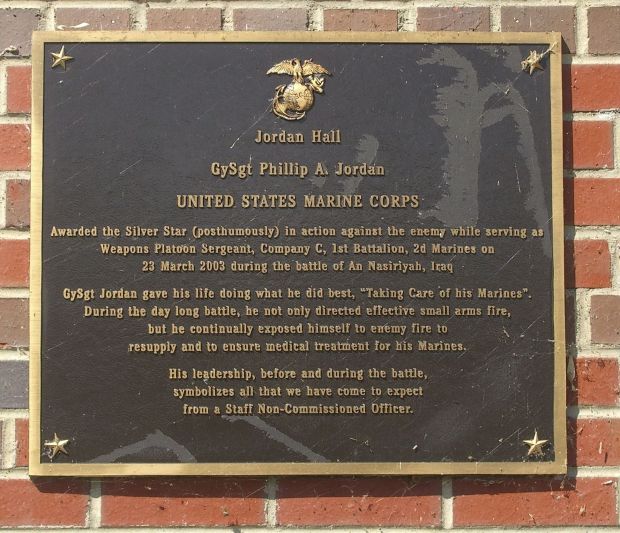 Jordan Hall
GySgt Phillip A. Jordan
UNITED STATES MARINE CORPS
Awarded the Silver Star (posthumously) in action against the enemy while serving as
Weapons Platoon Sergeant, Company C, 1st Battalion, 2d Marines on
23 March 2003 during the battle of An Nasiriyah, Iraq
GySgt Jordan gave his life doing what he did best, "Taking Care of his Marines".
During the day long battle, he not only directed effective small arms fire,
but he continually exposed himself to enemy fire to
resupply and to ensure medical treatment for his Marines.
His leadership, before and during the battle,
symbolizes all that we have come to expect
from a Staff Non-Commissioned Officer.